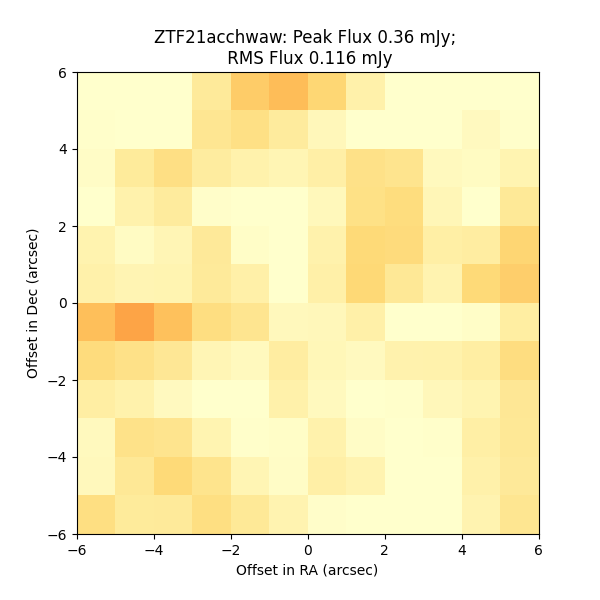 ZTF21acchwaw: Peak Flux 0.36 mJy;
RMS Flux 0.116 mJy
6
4
2
0
−2
−4
−6
Offset in Dec (arcsec)
−6 −4 −2 0 2 4 6
Offset in RA (arcsec)